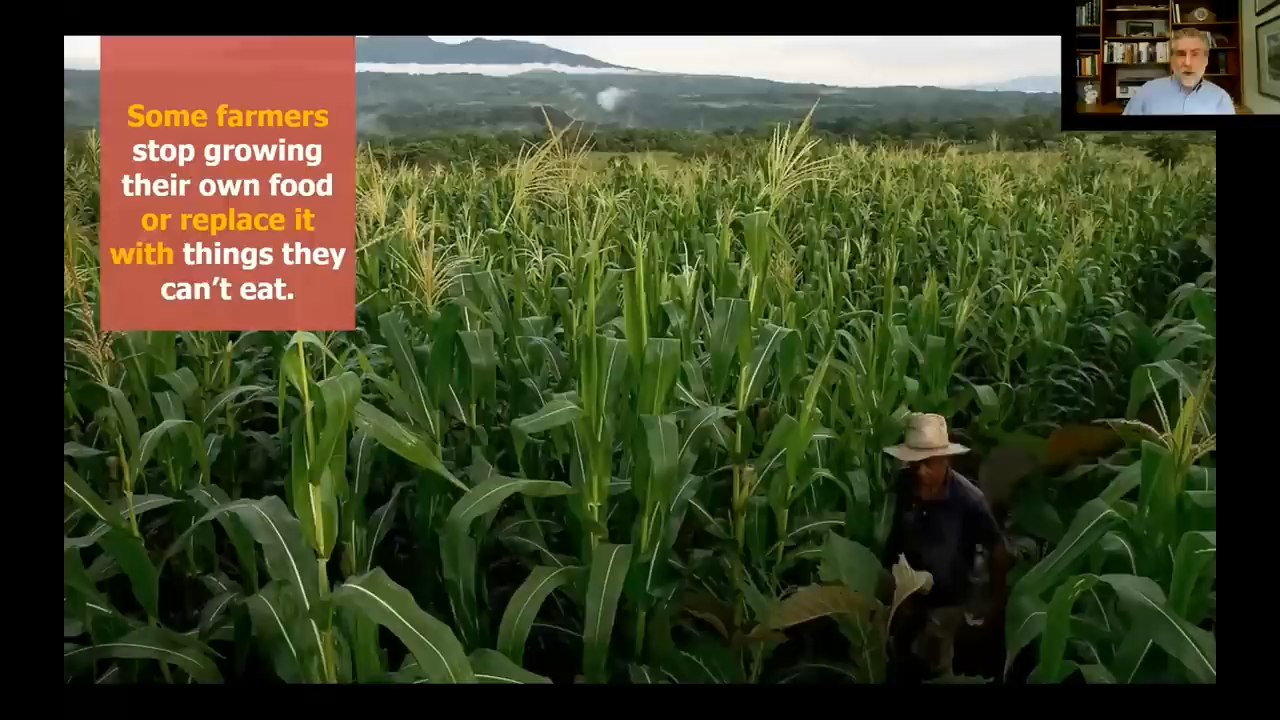 Some farmers
stop growing
their own food
or replace it
with things they
can't eat.